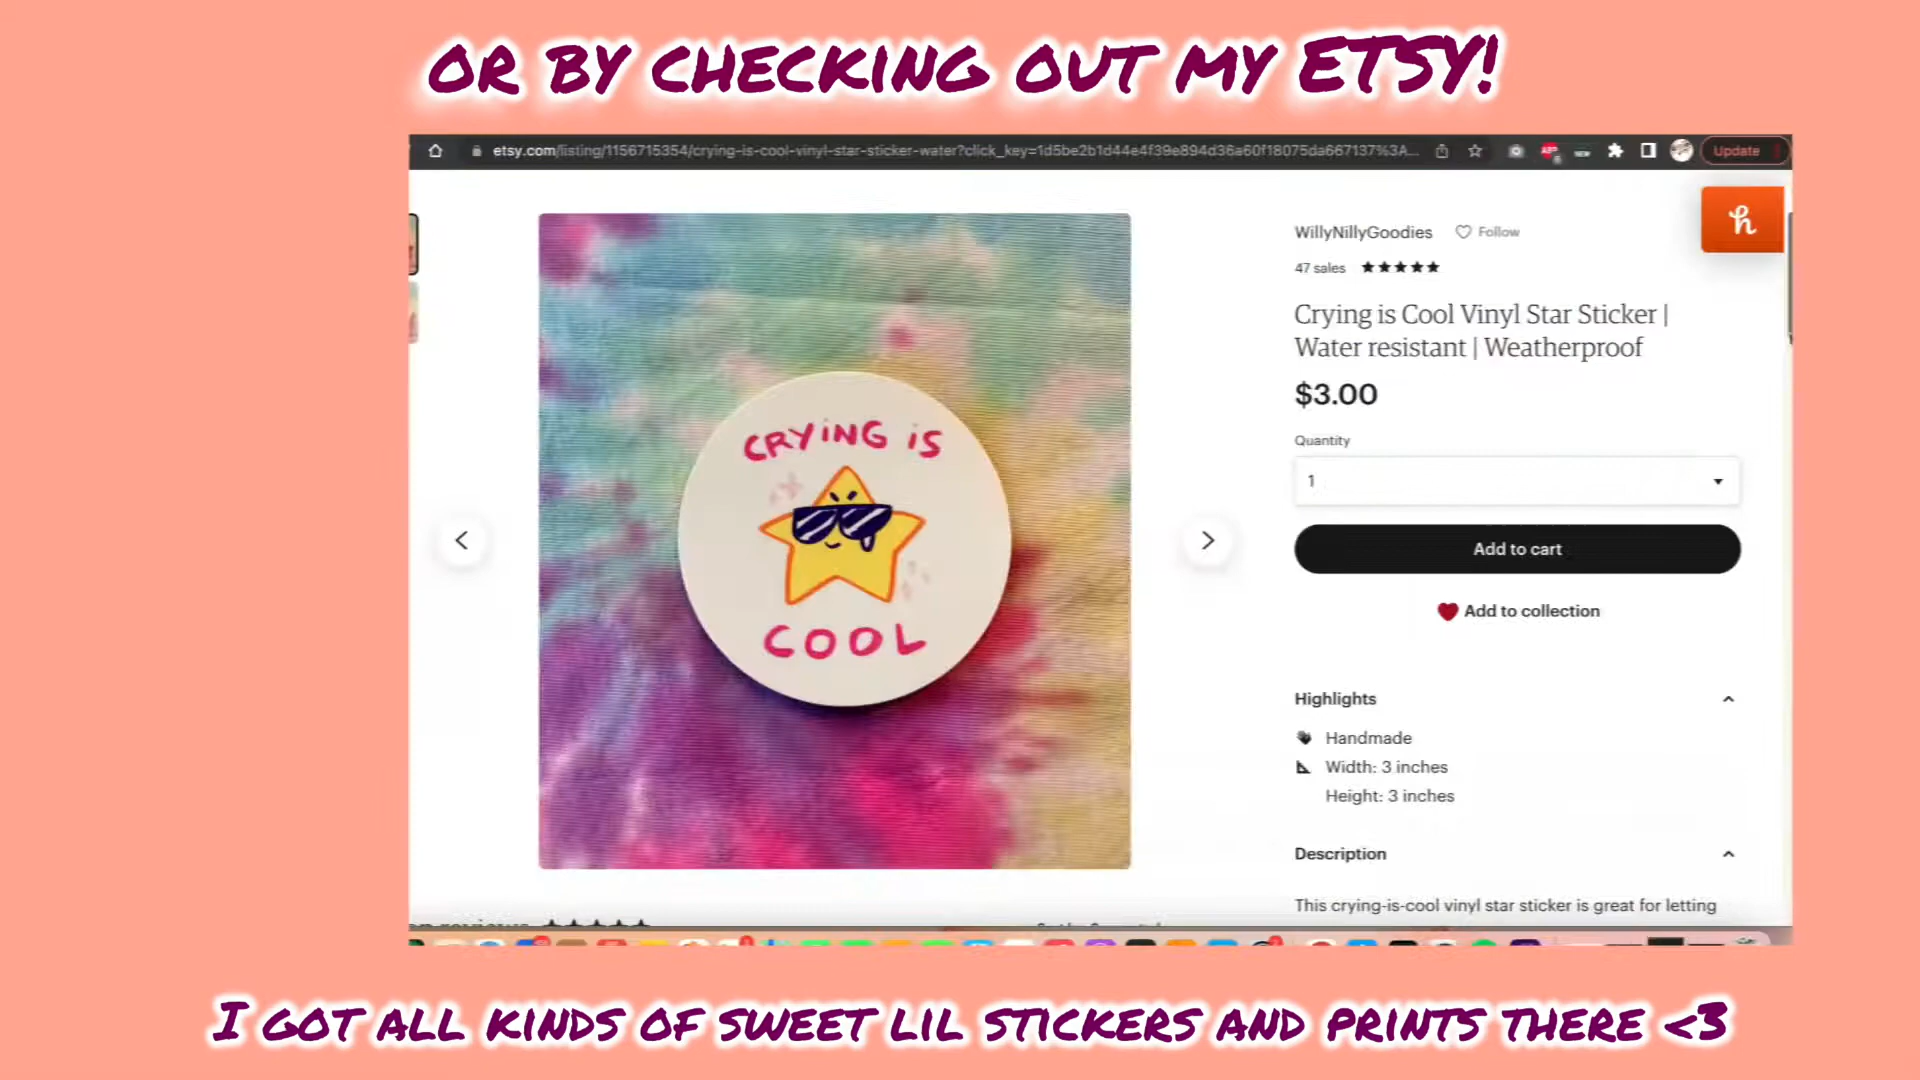 OR BY CHECKING OUT MY ETSY!
etsy.com/listing/1156715354/crying-is-cool-vinyl-star-sticker-water?click_key=1d5be2b1d44e4f39e894d36a60f18075da667137%3A...
ABP
Update
h
WillyNillyGoodies
Follow
47 sales ★★★★★
Crying is Cool Vinyl Star Sticker |
Water resistant | Weatherproof
$3.00
Quantity
1
Add to cart
Add to collection
CRYiNG iS
COOL
Highlights
Handmade
Width: 3 inches
Height: 3 inches
Description
This crying-is-cool vinyl star sticker is great for letting
I GOT ALL KINDS OF SWEET LIL STICKERS AND PRINTS THERE <3